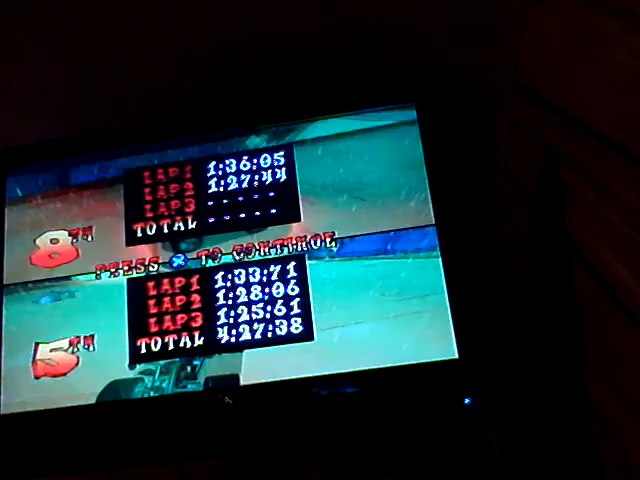 LAP1 1:36:05
LAP2 1:27:44
LAP3 -:--:--
TOTAL -:--:--
8TH
PRESS X TO CONTINUE
LAP1 1:33:71
LAP2 1:28:06
LAP3 1:25:61
TOTAL 4:27:38
5TH